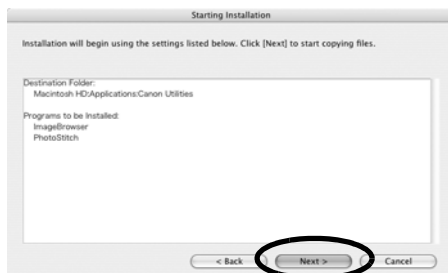 Starting Installation
Installation will begin using the settings listed below. Click [Next] to start copying files.
Destination Folder:
Macintosh HD:Applications:Canon Utilities
Programs to be Installed:
ImageBrowser
PhotoStitch
< Back Next > Cancel